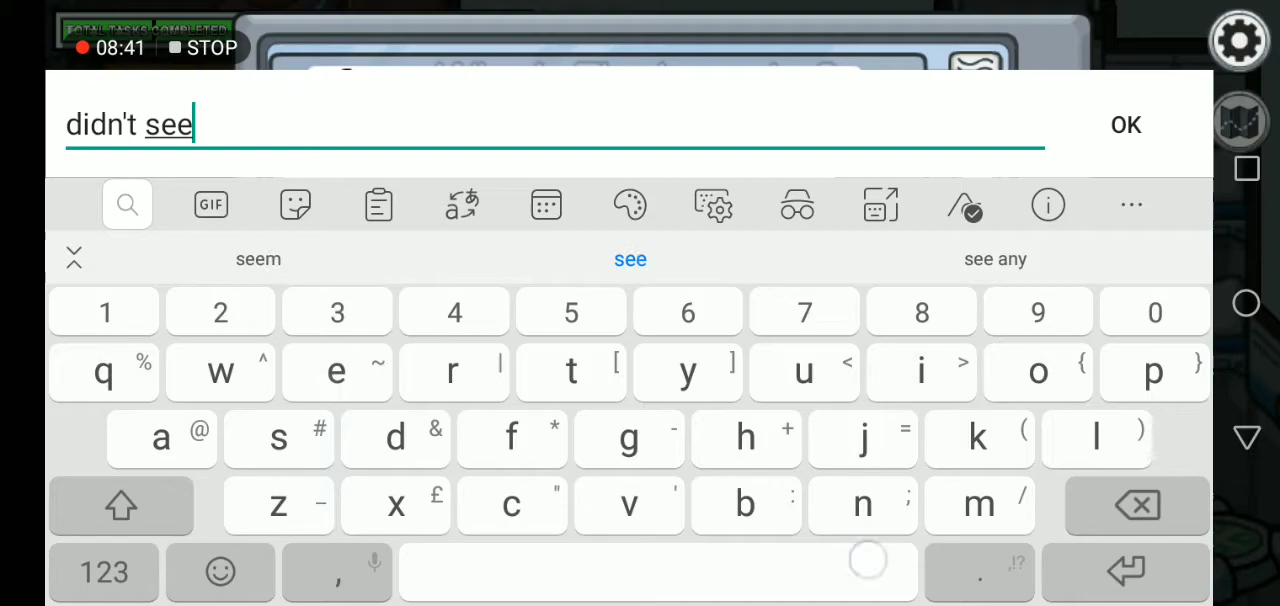 TOTAL TASKS COMPLETED
08:41 STOP
didn't see
OK
GIF
seem see see any
1 2 3 4 5 6 7 8 9 0
q % w ^ e ~ r | t [ y ] u < i > o { p }
a @ s # d & f * g - h + j = k ( l )
z _ x £ c " v ' b : n ; m /
123 , . ,!?